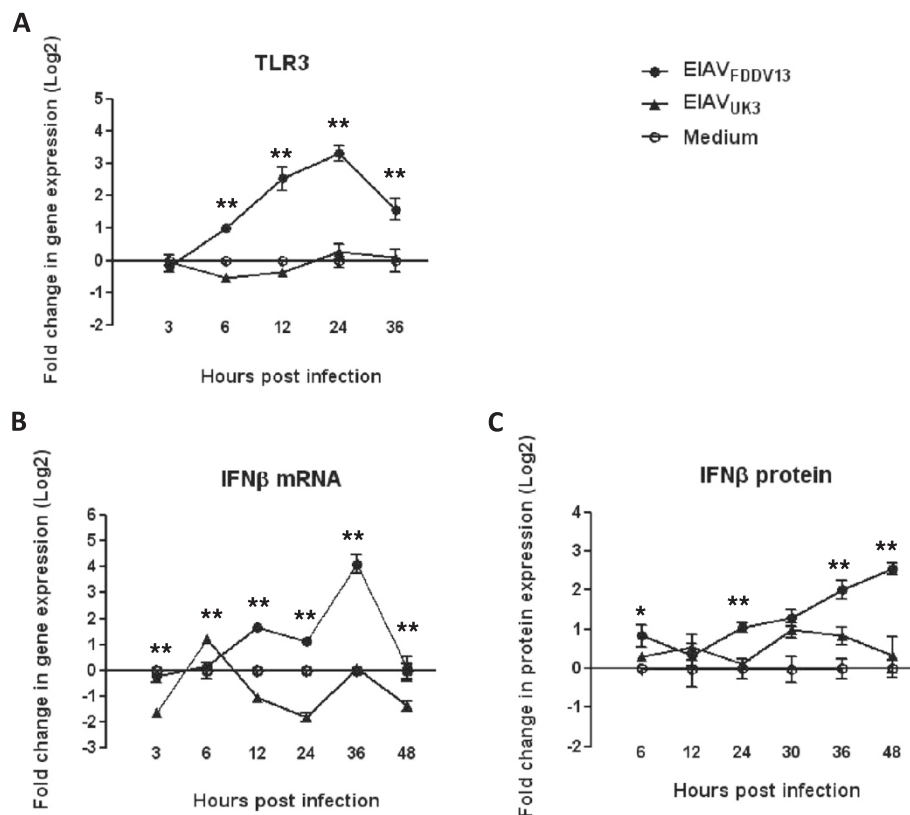 A
TLR3
Fold change in gene expression (Log2)
5
4
3
2
1
0
-1
-2
** ** ** ** **
3 6 12 24 36
Hours post infection
EIAV_FDDV13
EIAV_UK3
Medium
B
IFNβ mRNA
Fold change in gene expression (Log2)
6
5
4
3
2
1
0
-1
-2
-3
** ** ** ** ** **
3 6 12 24 36 48
Hours post infection
C
IFNβ protein
Fold change in protein expression (Log2)
4
3
2
1
0
1
-2
* ** ** **
6 12 24 30 36 48
Hours post infection